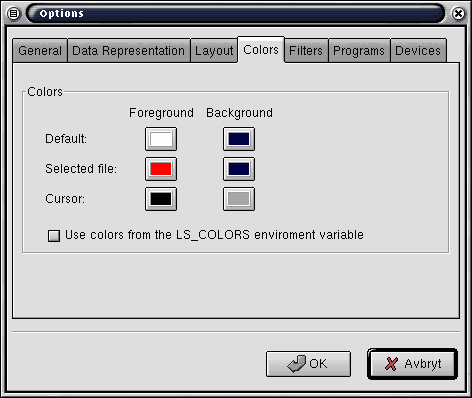 Options
General Data Representation Layout Colors Filters Programs Devices
Colors
Foreground Background
Default:
Selected file:
Cursor:
Use colors from the LS_COLORS enviroment variable
OK Avbryt